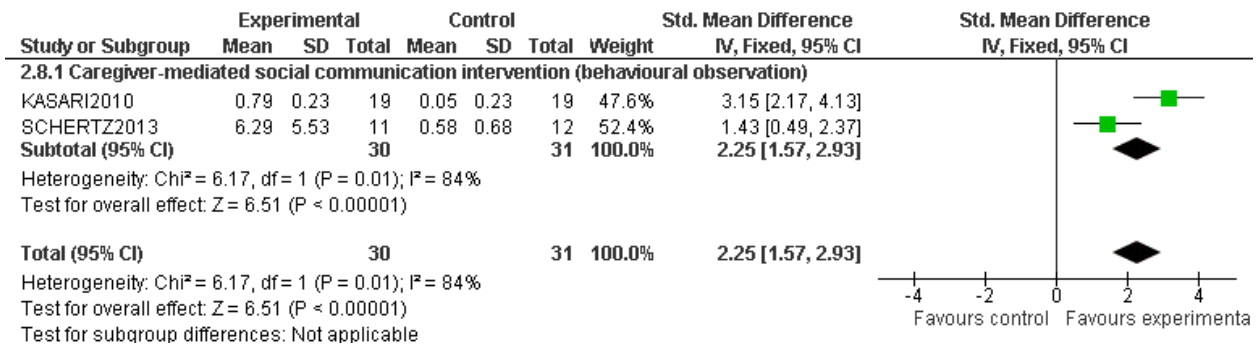 Experimental Control Std. Mean Difference Std. Mean Difference
Study or Subgroup Mean SD Total Mean SD Total Weight IV, Fixed, 95% CI IV, Fixed, 95% CI
2.8.1 Caregiver-mediated social communication intervention (behavioural observation)
KASARI2010 0.79 0.23 19 0.05 0.23 19 47.6% 3.15 [2.17, 4.13]
SCHERTZ2013 6.29 5.53 11 0.58 0.68 12 52.4% 1.43 [0.49, 2.37]
Subtotal (95% CI) 30 31 100.0% 2.25 [1.57, 2.93]
Heterogeneity: Chi² = 6.17, df = 1 (P = 0.01); I² = 84%
Test for overall effect: Z = 6.51 (P < 0.00001)
Total (95% CI) 30 31 100.0% 2.25 [1.57, 2.93]
Heterogeneity: Chi² = 6.17, df = 1 (P = 0.01); I² = 84%
Test for overall effect: Z = 6.51 (P < 0.00001)
Test for subgroup differences: Not applicable
-4 -2 0 2 4
Favours control Favours experimenta